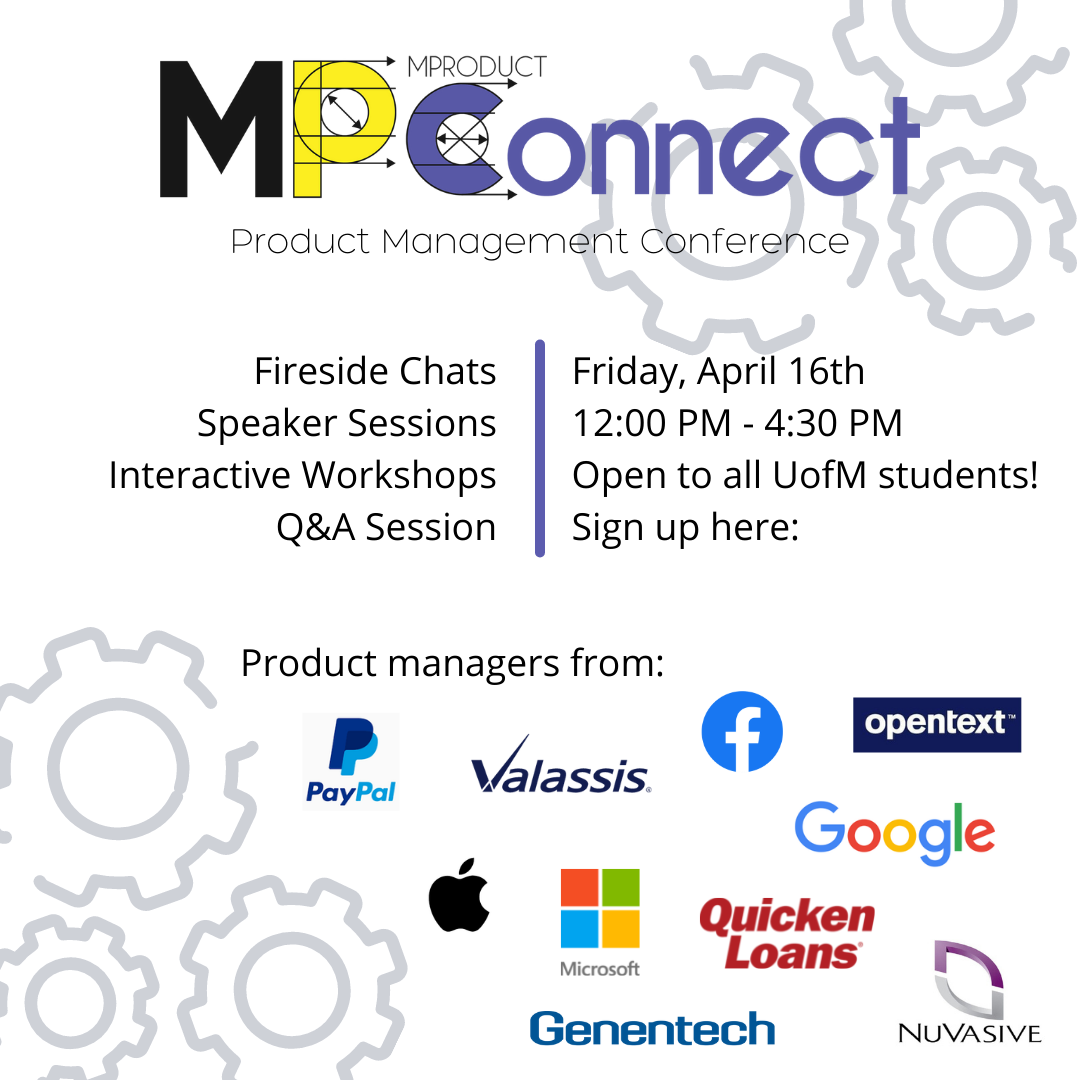 MPRODUCT
MPConnect
Product Management Conference
Fireside Chats
Speaker Sessions
Interactive Workshops
Q&A Session
Friday, April 16th
12:00 PM - 4:30 PM
Open to all UofM students!
Sign up here:
Product managers from:
PayPal
Valassis®
f
opentext™
Google
Microsoft
Quicken
Loans®
Genentech
NUVASIVE